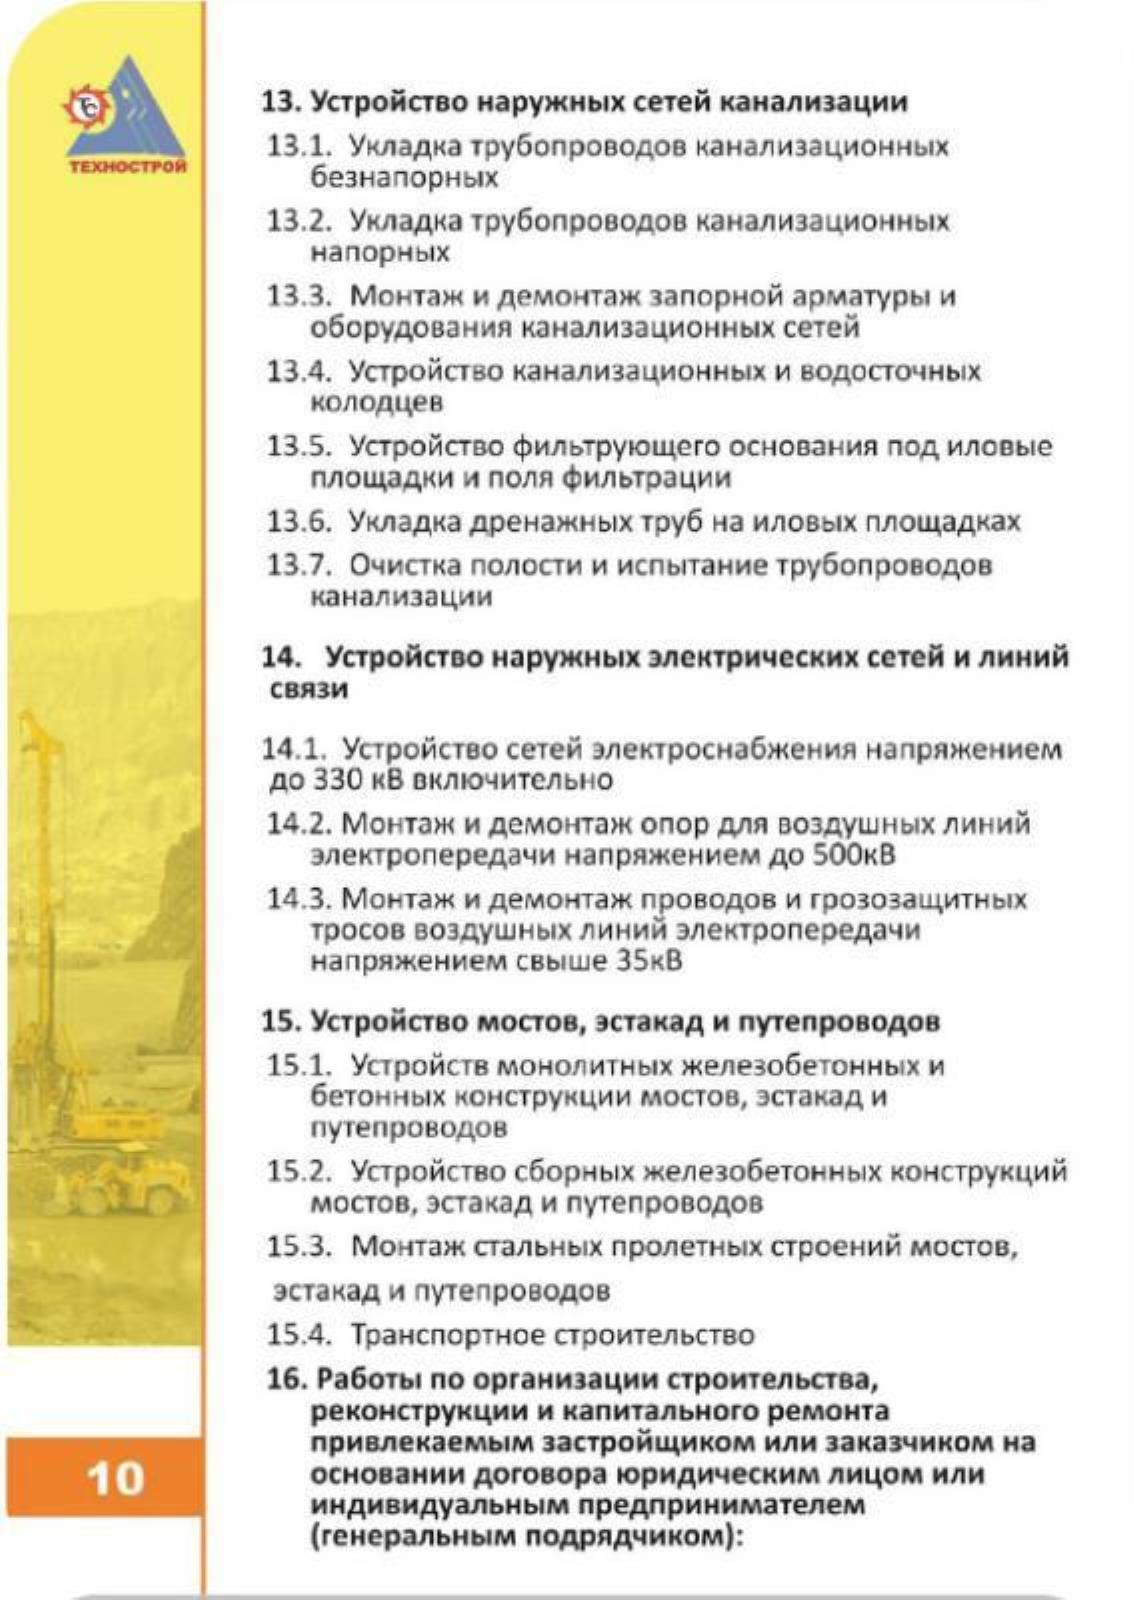 ТС
ТЕХНОСТРОЙ
13. Устройство наружных сетей канализации
13.1. Укладка трубопроводов канализационных
безнапорных
13.2. Укладка трубопроводов канализационных
напорных
13.3. Монтаж и демонтаж запорной арматуры и
оборудования канализационных сетей
13.4. Устройство канализационных и водосточных
колодцев
13.5. Устройство фильтрующего основания под иловые
площадки и поля фильтрации
13.6. Укладка дренажных труб на иловых площадках
13.7. Очистка полости и испытание трубопроводов
канализации
14. Устройство наружных электрических сетей и линий
связи
14.1. Устройство сетей электроснабжения напряжением
до 330 кВ включительно
14.2. Монтаж и демонтаж опор для воздушных линий
электропередачи напряжением до 500кВ
14.3. Монтаж и демонтаж проводов и грозозащитных
тросов воздушных линий электропередачи
напряжением свыше 35кВ
15. Устройство мостов, эстакад и путепроводов
15.1. Устройств монолитных железобетонных и
бетонных конструкции мостов, эстакад и
путепроводов
15.2. Устройство сборных железобетонных конструкций
мостов, эстакад и путепроводов
15.3. Монтаж стальных пролетных строений мостов,
эстакад и путепроводов
15.4. Транспортное строительство
16. Работы по организации строительства,
реконструкции и капитального ремонта
привлекаемым застройщиком или заказчиком на
основании договора юридическим лицом или
индивидуальным предпринимателем
(генеральным подрядчиком):
10